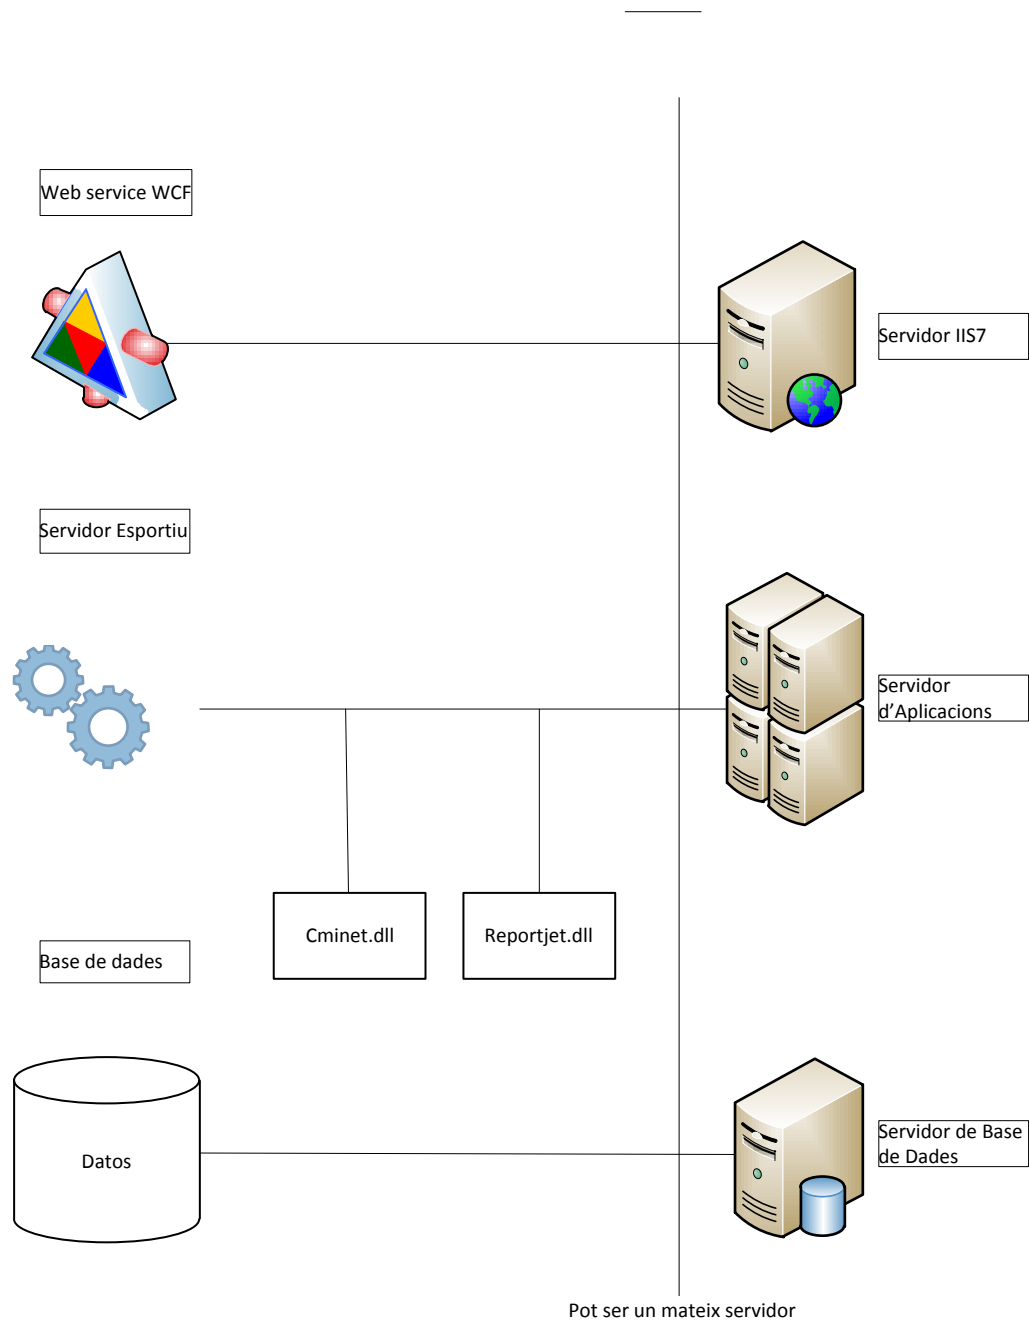 Web service WCF
Servidor IIS7
Servidor Esportiu
Servidor
d’Aplicacions
Cminet.dll
Reportjet.dll
Base de dades
Datos
Servidor de Base
de Dades
Pot ser un mateix servidor